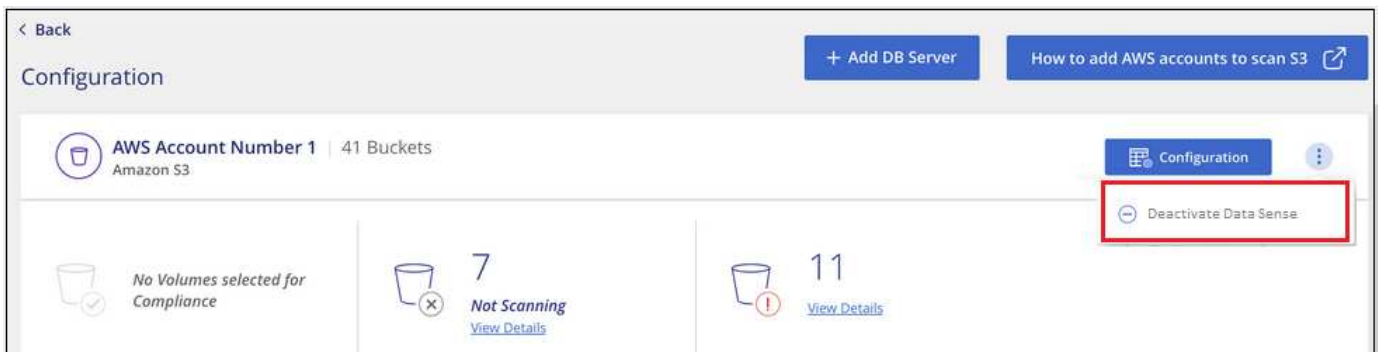 < Back
+ Add DB Server
How to add AWS accounts to scan S3
Configuration
AWS Account Number 1 | 41 Buckets
Amazon S3
Configuration
Deactivate Data Sense
No Volumes selected for
Compliance
7
Not Scanning
View Details
11
View Details